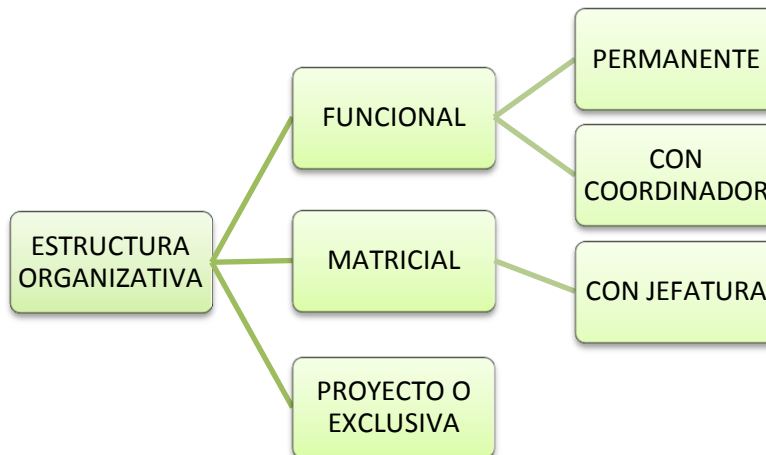 ESTRUCTURA
ORGANIZATIVA
FUNCIONAL
PERMANENTE
CON
COORDINADOR
MATRICIAL
CON JEFATURA
PROYECTO O
EXCLUSIVA